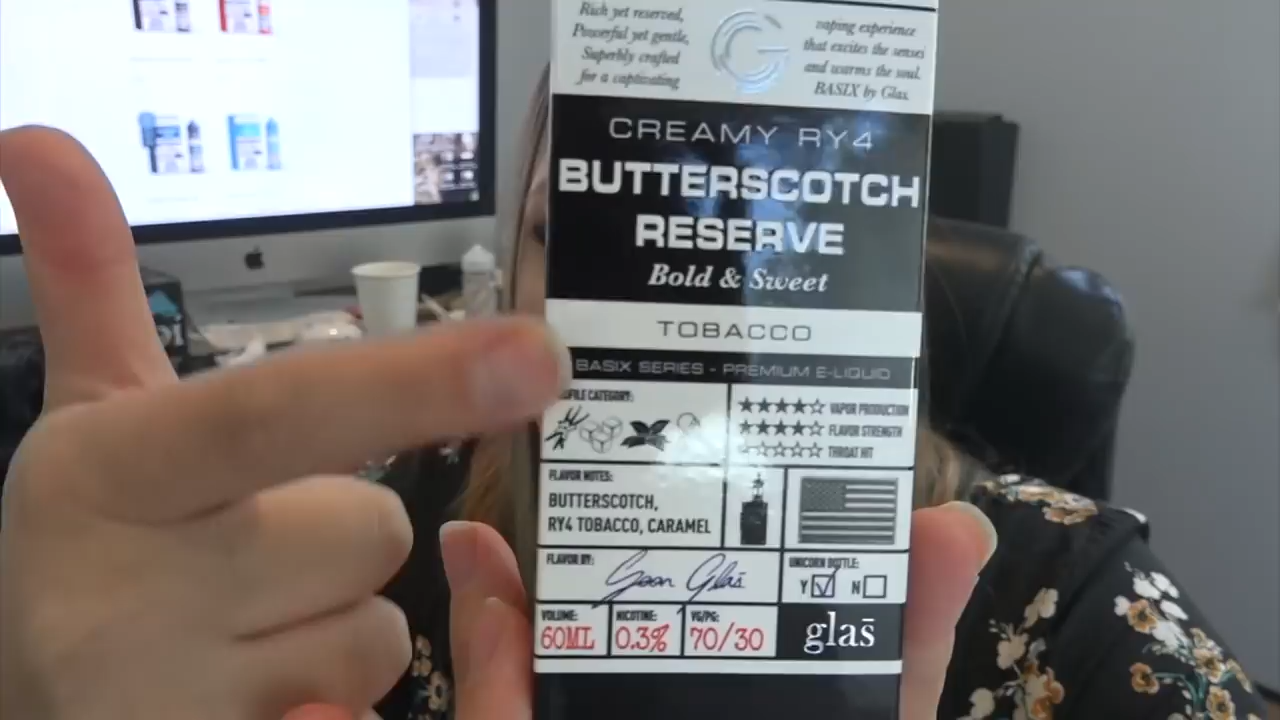 Rich yet reserved,
Powerful yet gentle,
Superbly crafted
for a captivating
vaping experience
that excites the senses
and warms the soul.
BASIX by Glas.
CREAMY RY4
BUTTERSCOTCH
RESERVE
Bold & Sweet
TOBACCO
BASIX SERIES - PREMIUM E-LIQUID
CATEGORY:
VAPOR PRODUCTION
FLAVOR STRENGTH
THROAT HIT
FLAVOR NOTES:
BUTTERSCOTCH,
RY4 TOBACCO, CARAMEL
FLAVOR BY:
Sean Glas
UNICORN BOTTLE:
Y N
VOLUME:
60ML
NICOTINE:
0.3%
VG/PG:
70/30
glas̄